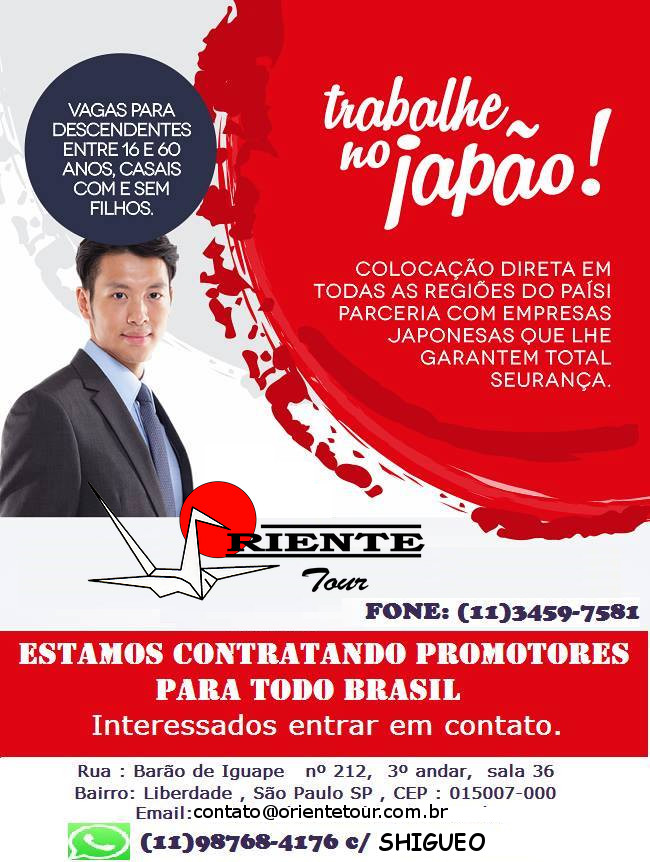 VAGAS PARA
DESCENDENTES
ENTRE 16 E 60
ANOS, CASAIS
COM E SEM
FILHOS.
trabalhe
no japão!
COLOCAÇÃO DIRETA EM
TODAS AS REGIÕES DO PAÍSI
PARCERIA COM EMPRESAS
JAPONESAS QUE LHE
GARANTEM TOTAL
SEURANÇA.
ORIENTE
Tour
FONE: (11)3459-7581
ESTAMOS CONTRATANDO PROMOTORES
PARA TODO BRASIL
Interessados entrar em contato.
Rua : Barão de Iguape nº 212, 3º andar, sala 36
Bairro: Liberdade , São Paulo SP , CEP : 015007-000
Email:contato@orientetour.com.br
(11)98768-4176 c/ SHIGUEO